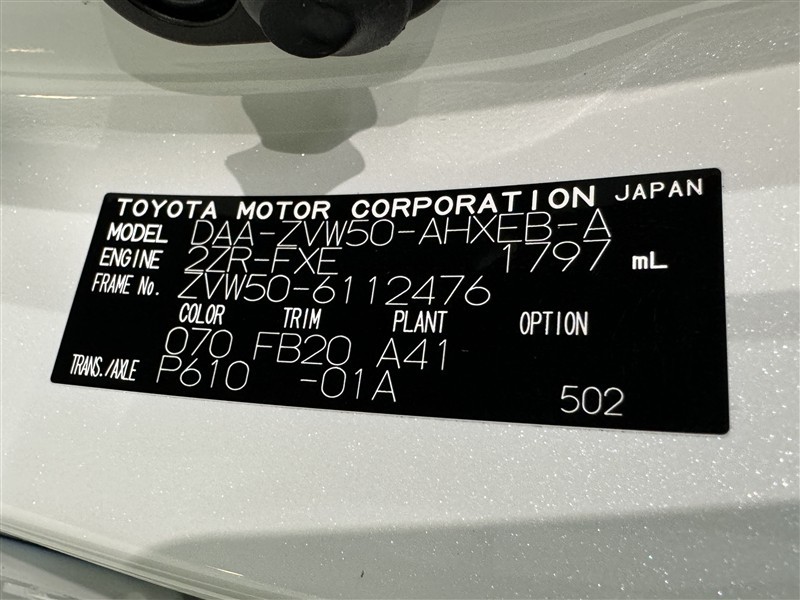 TOYOTA MOTOR CORPORATION JAPAN
MODEL DAA-ZVW50-AHXEB-A
ENGINE 2ZR-FXE 1797 mL
FRAME No. ZVW50-6112476
COLOR TRIM PLANT OPTION
070 FB20 A41
TRANS./AXLE P610 -01A
502